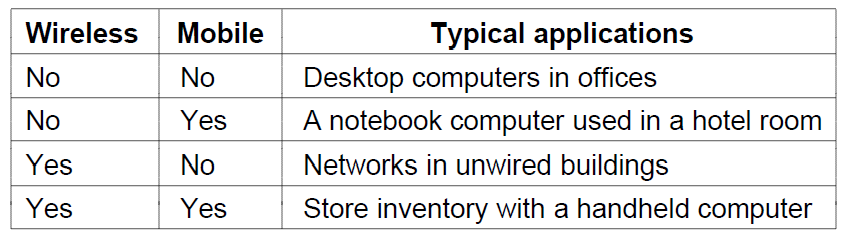 Wireless Mobile Typical applications
No No Desktop computers in offices
No Yes A notebook computer used in a hotel room
Yes No Networks in unwired buildings
Yes Yes Store inventory with a handheld computer